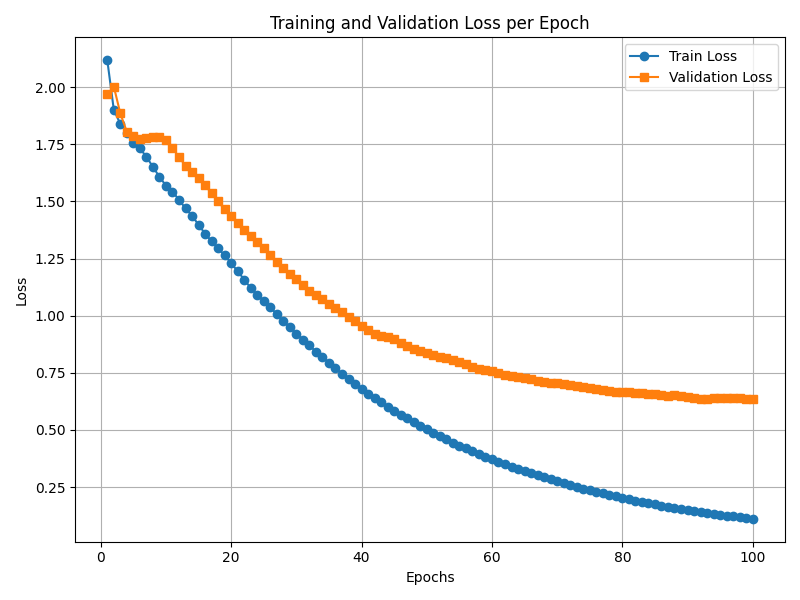 Training and Validation Loss per Epoch
Train Loss
Validation Loss
Loss
2.00
1.75
1.50
1.25
1.00
0.75
0.50
0.25
0 20 40 60 80 100
Epochs